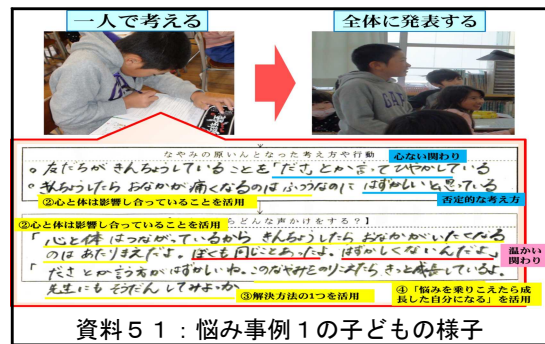 一人で考える
全体に発表する
GAP
なやみの原いんとなった考え方や行動
心ない関わり
○友だちがきんちょうしていることを「ださ」とか言ってひやかしている
○きんちょうしたらおなかが痛くなるのはふつうなのにはずかしいと思っている
②心と体は影響し合っていることを活用
否定的な考え方
②心と体は影響し合っていることを活用
らどんな声かけをする?】
「心と体はつながっているからきんちょうしたらおなかがいたくなる
のはあたりまえだよ。ぼくも同じことあったよ。はずかしくないんだよ」
温かい関わり
「ださとか言う方がはずかしいね。このなやみをのりこえたらきっと成長しているよ。
先生にもそうだんしてみようか
③解決方法の1つを活用
④「悩みを乗りこえたら成長した自分になる」を活用
資料51:悩み事例1の子どもの様子